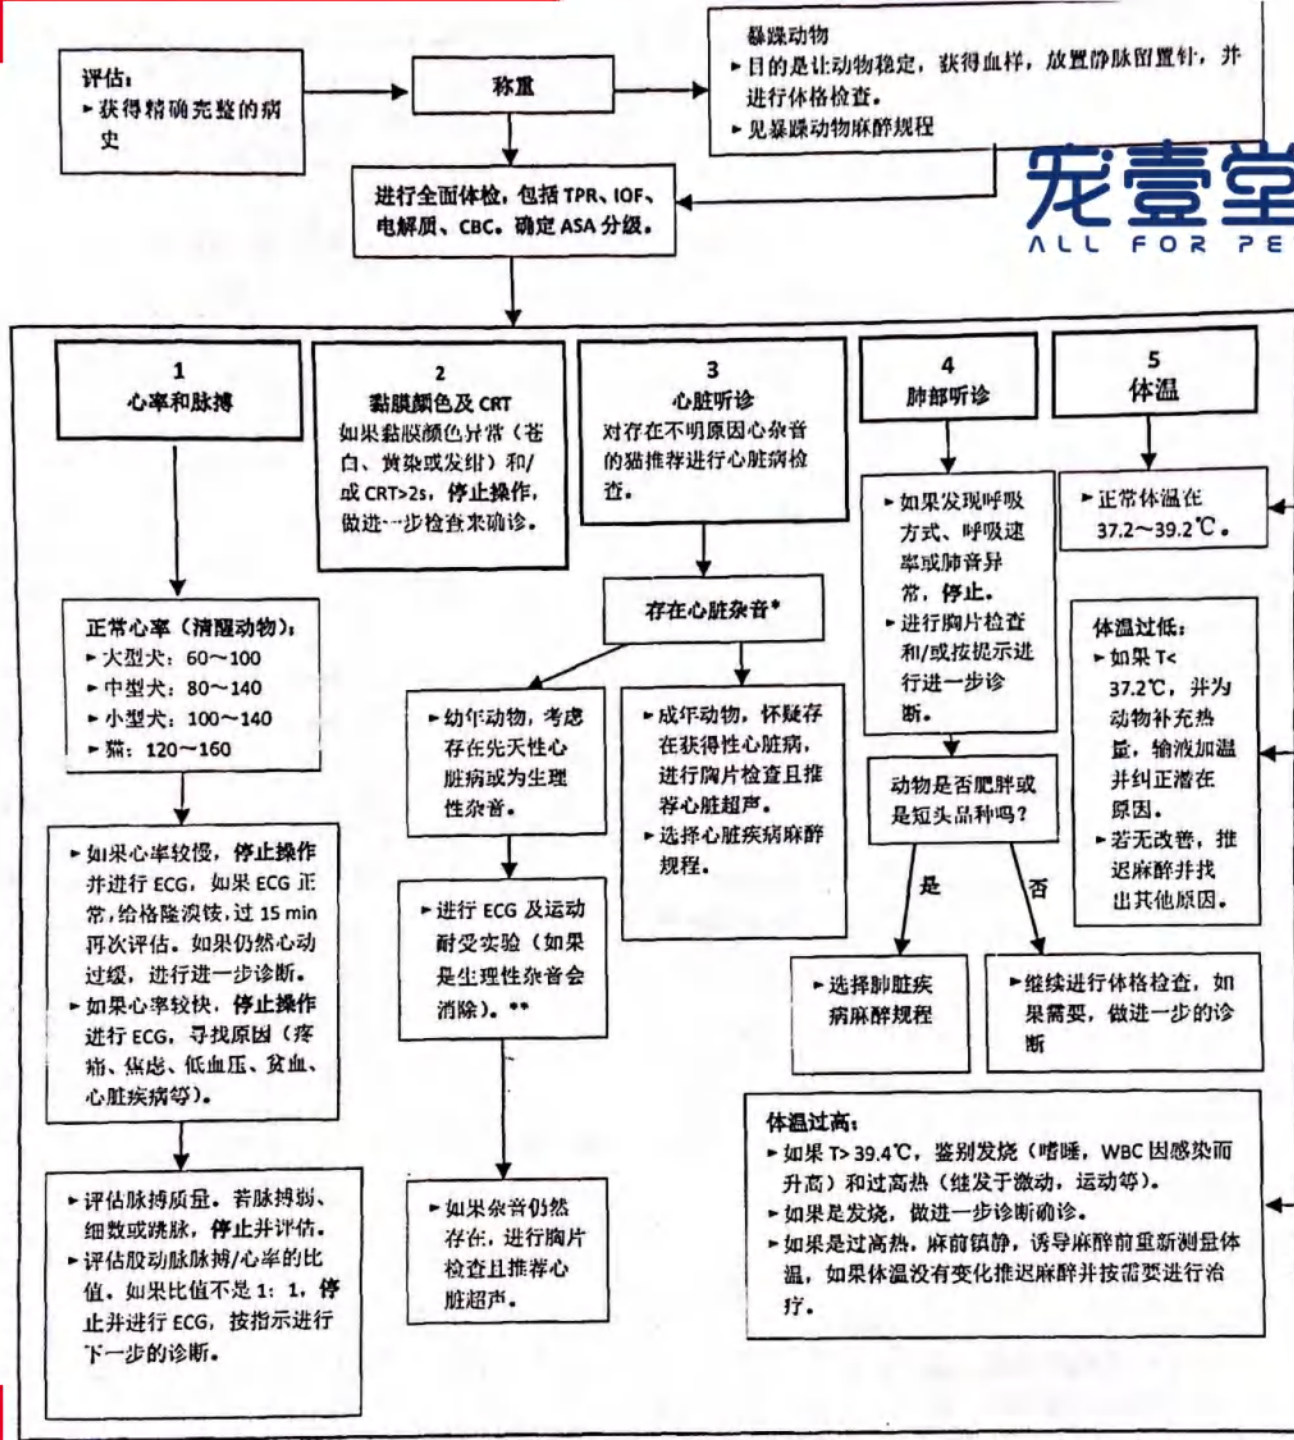 评估:
►获得精确完整的病
史
称重
暴躁动物
►目的是让动物稳定，获得血样，放置静脉留置针，并
进行体格检查。
►见暴躁动物麻醉规程
宠壹堂
ALL FOR PE
进行全面体检，包括 TPR、IOF、
电解质、CBC。确定 ASA 分级。
1
心率和脉搏
正常心率（清醒动物）：
►大型犬：60～100
►中型犬：80～140
►小型犬：100～140
►猫：120～160
►如果心率较慢，停止操作
并进行 ECG，如果 ECG 正
常，给格隆溴铵，过 15 min
再次评估。如果仍然心动
过缓，进行进一步诊断。
►如果心率较快，停止操作
进行 ECG，寻找原因（疼
痛、焦虑、低血压、贫血、
心脏疾病等）。
►评估脉搏质量。若脉搏弱、
细数或跳脉，停止并评估。
►评估股动脉脉搏/心率的比
值。如果比值不是 1：1，停
止并进行 ECG，按指示进行
下一步的诊断。
2
黏膜颜色及 CRT
如果黏膜颜色异常（苍
白、黄染或发绀）和/
或 CRT>2s，停止操作，
做进一步检查来确诊。
3
心脏听诊
对存在不明原因心杂音
的猫推荐进行心脏病检
查。
存在心脏杂音*
►幼年动物，考虑
存在先天性心
脏病或为生理
性杂音。
►进行 ECG 及运动
耐受实验（如果
是生理性杂音会
消除）。**
►如果杂音仍然
存在，进行胸片
检查且推荐心
脏超声。
►成年动物，怀疑存
在获得性心脏病，
进行胸片检查且推
荐心脏超声。
►选择心脏疾病麻醉
规程。
4
肺部听诊
►如果发现呼吸
方式、呼吸速
率或肺音异
常，停止。
►进行胸片检查
和/或按提示进
行进一步诊
断。
动物是否肥胖或
是短头品种吗？
是
否
►选择肺脏疾
病麻醉规程
►继续进行体格检查，如
果需要，做进一步的诊
断
5
体温
►正常体温在
37.2～39.2℃。
体温过低：
►如果 T<
37.2℃，并为
动物补充热
量，输液加温
并纠正潜在
原因。
►若无改善，推
迟麻醉并找
出其他原因。
体温过高：
►如果 T> 39.4℃，鉴别发烧（嗜睡，WBC 因感染而
升高）和过高热（继发于激动，运动等）。
►如果是发烧，做进一步诊断确诊。
►如果是过高热，麻前镇静，诱导麻醉前重新测量体
温，如果体温没有变化推迟麻醉并按需要进行治
疗。